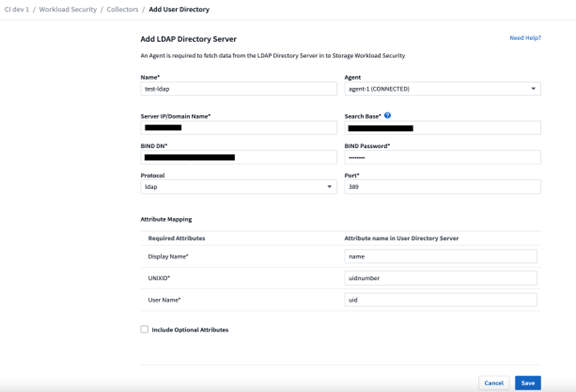 CI dev 1 / Workload Security / Collectors / Add User Directory
Add LDAP Directory Server
Need Help?
An Agent is required to fetch data from the LDAP Directory Server in to Storage Workload Security
Name*
Agent
test-ldap
agent-1 (CONNECTED)
Server IP/Domain Name*
Search Base*
BIND DN*
BIND Password*
••••••••
Protocol
Port*
ldap
389
Attribute Mapping
Required Attributes
Attribute name in User Directory Server
Display Name*
name
UNIXID*
uidnumber
User Name*
uid
Include Optional Attributes
Cancel
Save